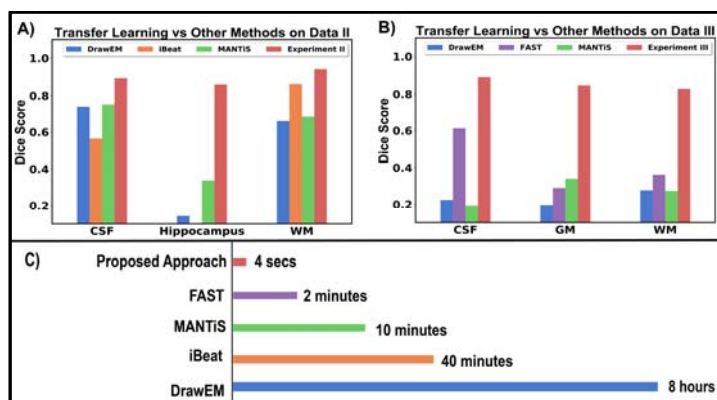 A)
Transfer Learning vs Other Methods on Data II
DrawEM iBeat MANTiS Experiment II
Dice Score
1.0
0.8
0.6
0.4
0.2
CSF Hippocampus WM
B)
Transfer Learning vs Other Methods on Data III
DrawEM FAST MANTiS Experiment III
Dice Score
1.0
0.8
0.6
0.4
0.2
CSF GM WM
C)
Proposed Approach 4 secs
FAST 2 minutes
MANTiS 10 minutes
iBeat 40 minutes
DrawEM 8 hours